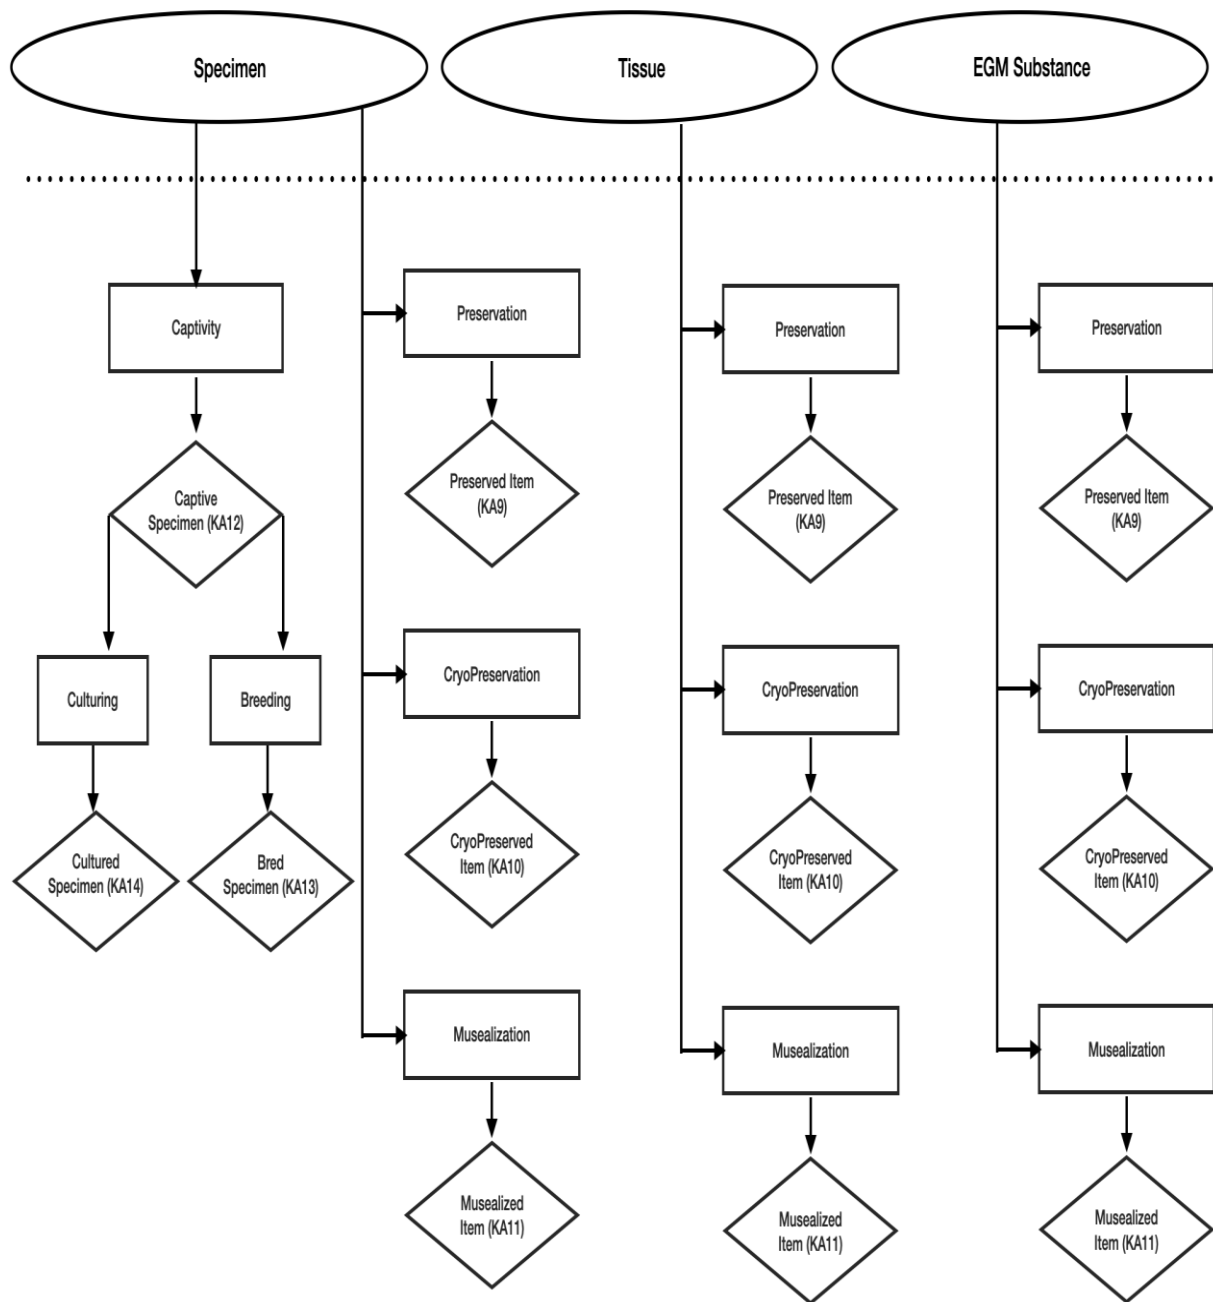 Specimen
Tissue
EGM Substance
Captivity
Preservation
Preservation
Preservation
Captive
Specimen (KA12)
Preserved Item
(KA9)
Preserved Item
(KA9)
Preserved Item
(KA9)
Culturing
Breeding
CryoPreservation
CryoPreservation
CryoPreservation
Cultured
Specimen (KA14)
Bred
Specimen (KA13)
CryoPreserved
Item (KA10)
CryoPreserved
Item (KA10)
CryoPreserved
Item (KA10)
Musealization
Musealization
Musealization
Musealized
Item (KA11)
Musealized
Item (KA11)
Musealized
Item (KA11)